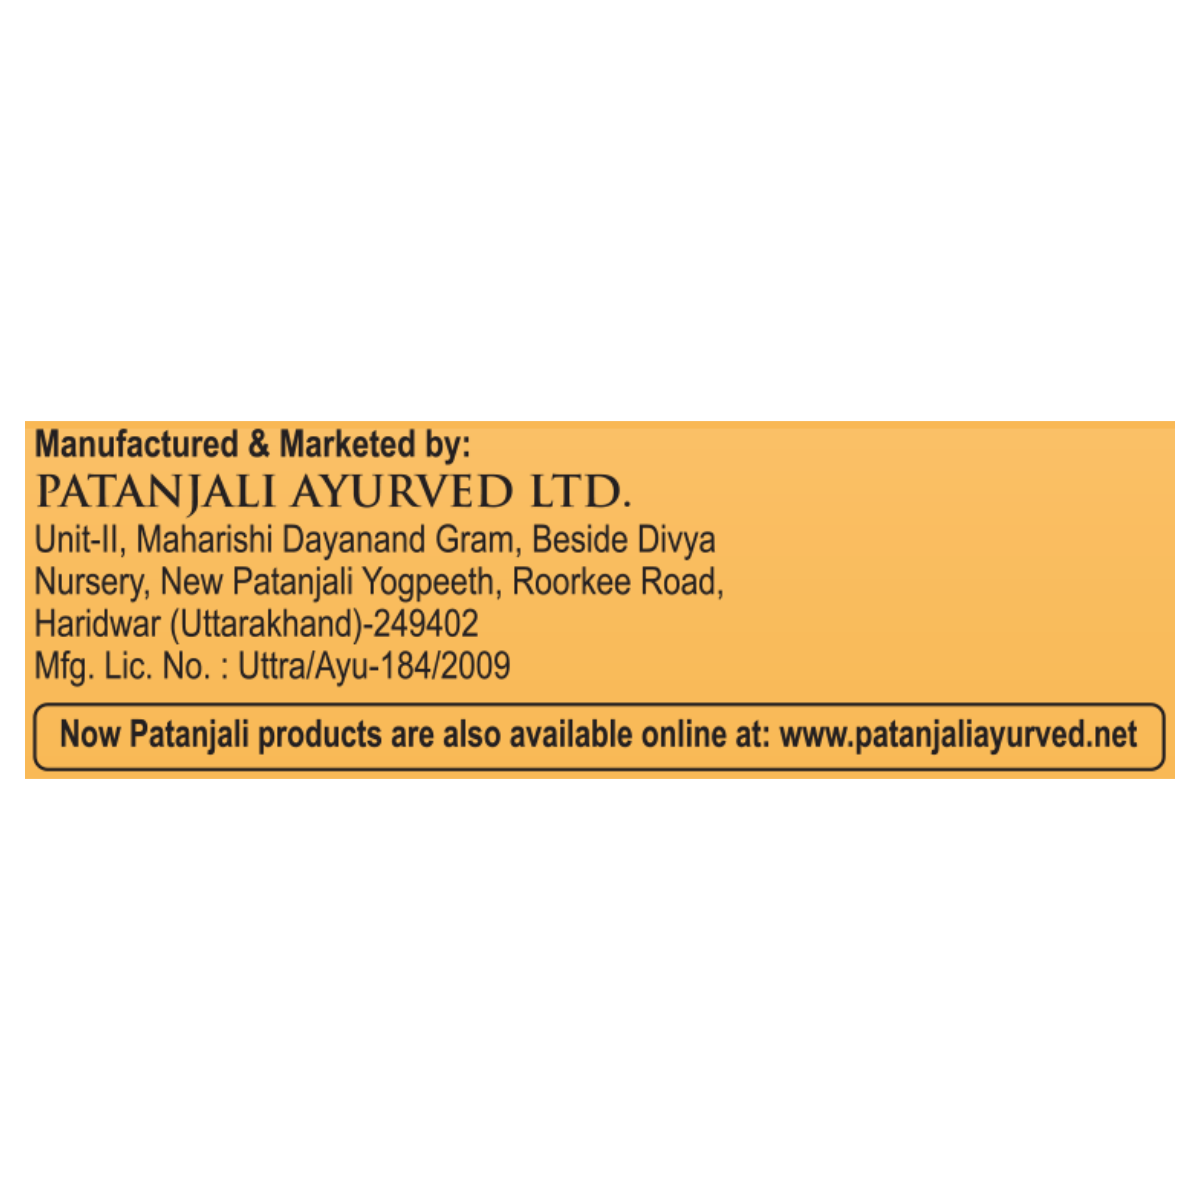 Manufactured & Marketed by:
PATANJALI AYURVED LTD.
Unit-II, Maharishi Dayanand Gram, Beside Divya
Nursery, New Patanjali Yogpeeth, Roorkee Road,
Haridwar (Uttarakhand)-249402
Mfg. Lic. No. : Uttra/Ayu-184/2009
Now Patanjali products are also available online at: www.patanjaliayurved.net